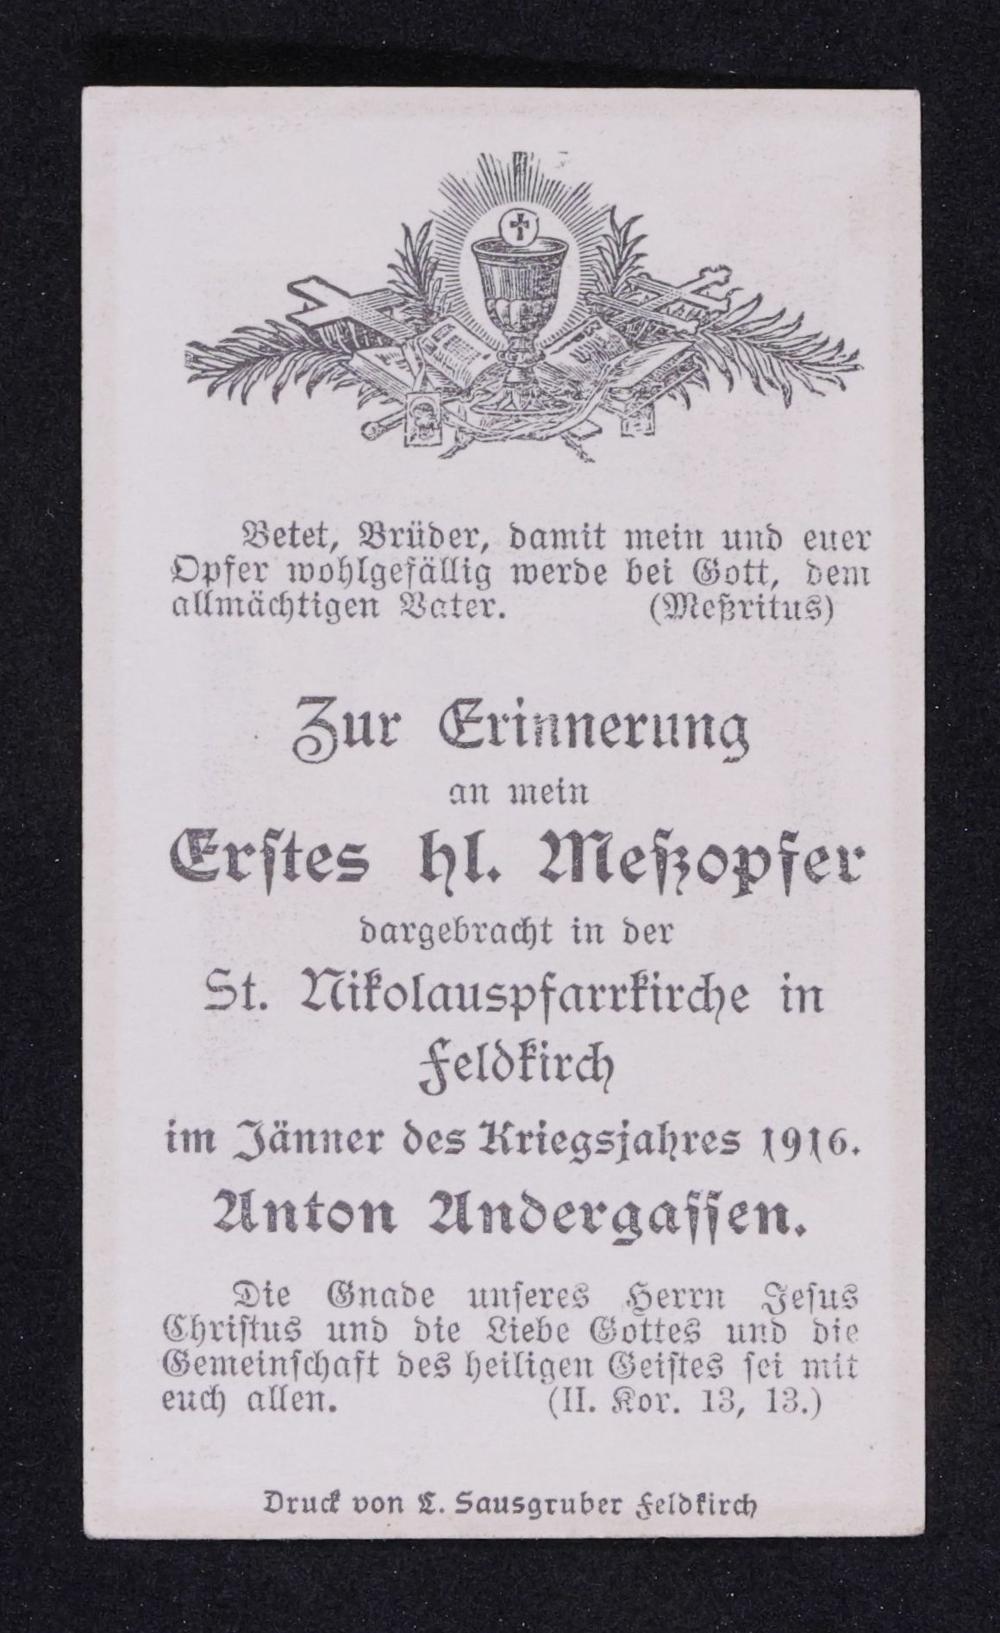 Betet, Brüder, damit mein und euer
Opfer wohlgefällig werde bei Gott, dem
allmächtigen Vater. (Meßritus)
Zur Erinnerung
an mein
Erstes hl. Meßopfer
dargebracht in der
St. Nikolauspfarrkirche in
Feldkirch
im Jänner des Kriegsjahres 1916.
Anton Andergassen.
Die Gnade unseres Herrn Jesus
Christus und die Liebe Gottes und die
Gemeinschaft des heiligen Geistes sei mit
euch allen. (II. Kor. 13, 13.)
Druck von L. Sausgruber Feldkirch